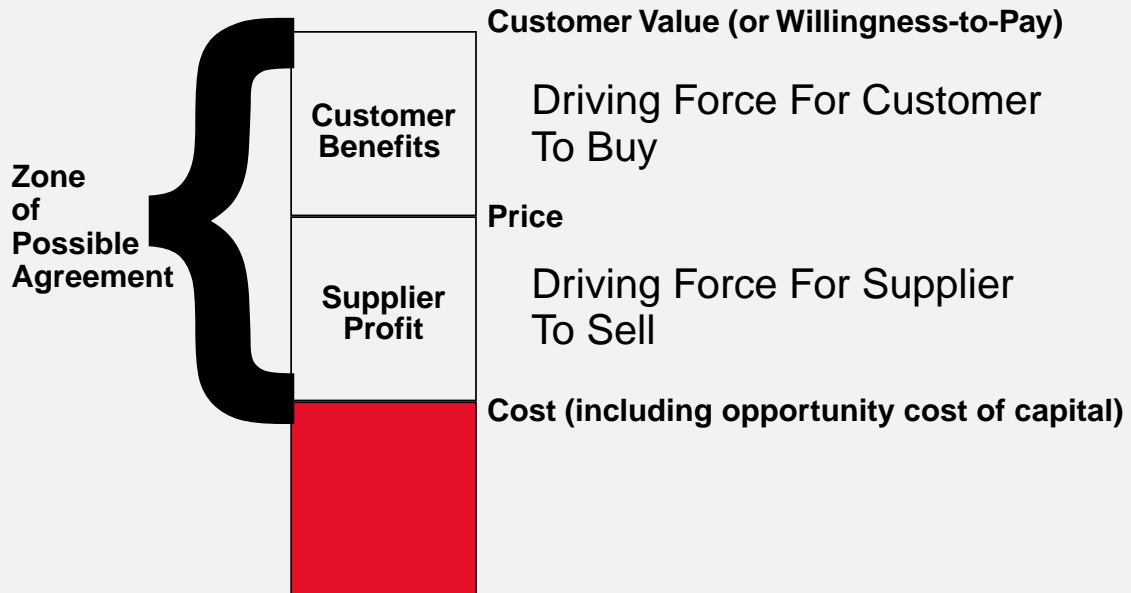 Customer Value (or Willingness-to-Pay)
Customer
Benefits
Driving Force For Customer
To Buy
Zone
of
Possible
Agreement
Price
Supplier
Profit
Driving Force For Supplier
To Sell
Cost (including opportunity cost of capital)